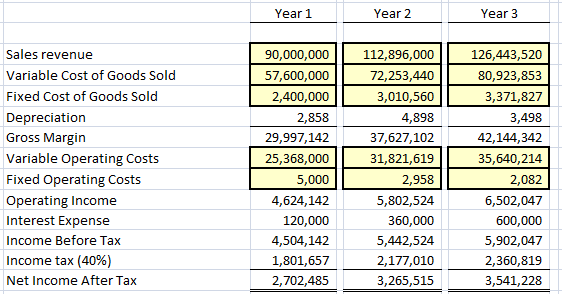 Year 1 Year 2 Year 3
Sales revenue 90,000,000 112,896,000 126,443,520
Variable Cost of Goods Sold 57,600,000 72,253,440 80,923,853
Fixed Cost of Goods Sold 2,400,000 3,010,560 3,371,827
Depreciation 2,858 4,898 3,498
Gross Margin 29,997,142 37,627,102 42,144,342
Variable Operating Costs 25,368,000 31,821,619 35,640,214
Fixed Operating Costs 5,000 2,958 2,082
Operating Income 4,624,142 5,802,524 6,502,047
Interest Expense 120,000 360,000 600,000
Income Before Tax 4,504,142 5,442,524 5,902,047
Income tax (40%) 1,801,657 2,177,010 2,360,819
Net Income After Tax 2,702,485 3,265,515 3,541,228